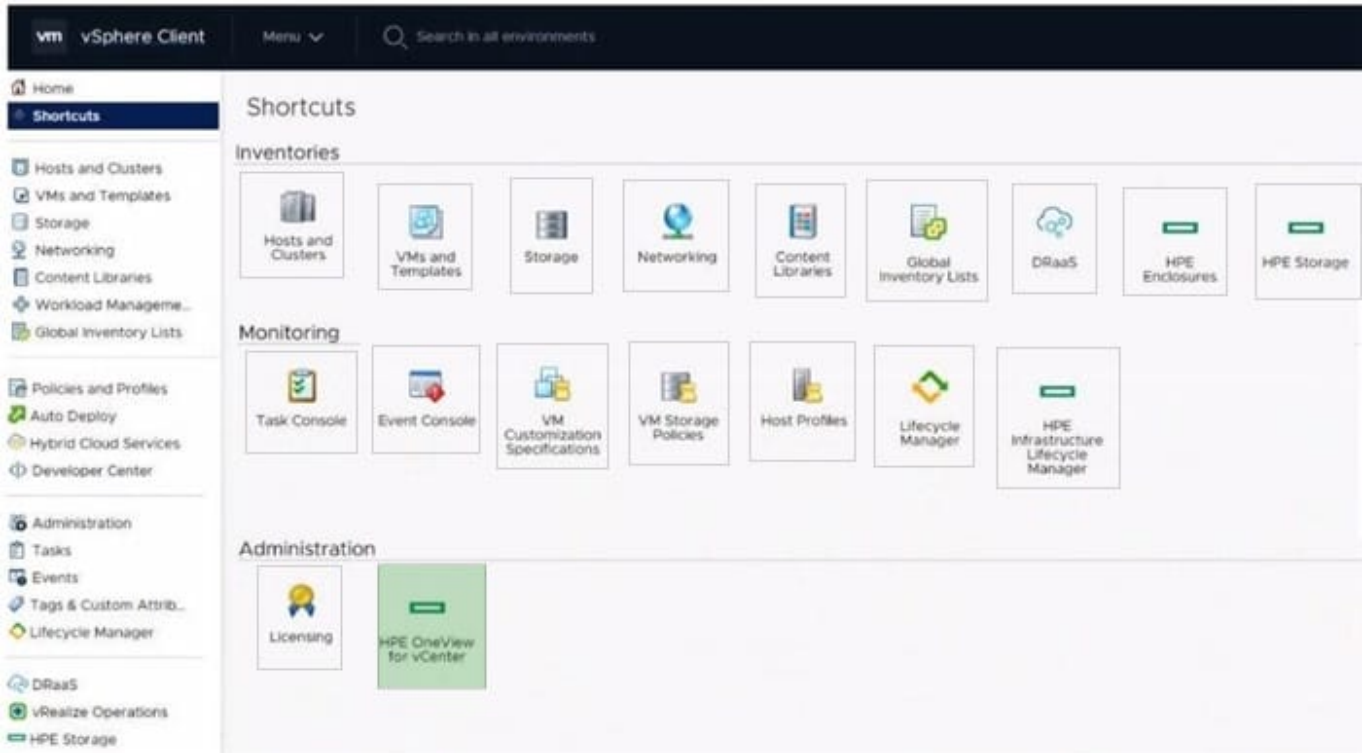 vm vSphere Client Menu Search in all environments
Home
Shortcuts
Hosts and Clusters
VMs and Templates
Storage
Networking
Content Libraries
Workload Manageme...
Global Inventory Lists
Policies and Profiles
Auto Deploy
Hybrid Cloud Services
Developer Center
Administration
Tasks
Events
Tags & Custom Attrib...
Lifecycle Manager
DRaaS
vRealize Operations
HPE Storage
Shortcuts
Inventories
Hosts and
Clusters
VMs and
Templates
Storage
Networking
Content
Libraries
Global
Inventory Lists
DRaaS
HPE
Enclosures
HPE Storage
Monitoring
Task Console
Event Console
VM
Customization
Specifications
VM Storage
Policies
Host Profiles
Lifecycle
Manager
HPE
Infrastructure
Lifecycle
Manager
Administration
Licensing
HPE OneView
for vCenter